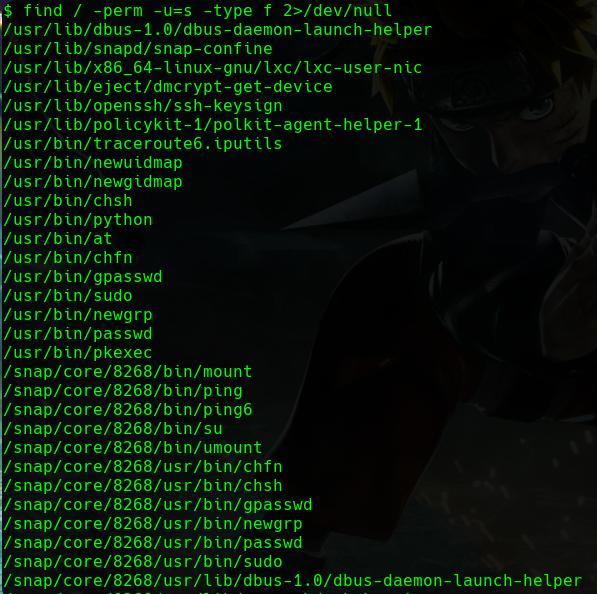 $ find / -perm -u=s -type f 2>/dev/null
/usr/lib/dbus-1.0/dbus-daemon-launch-helper
/usr/lib/snapd/snap-confine
/usr/lib/x86_64-linux-gnu/lxc/lxc-user-nic
/usr/lib/eject/dmcrypt-get-device
/usr/lib/openssh/ssh-keysign
/usr/lib/policykit-1/polkit-agent-helper-1
/usr/bin/traceroute6.iputils
/usr/bin/newuidmap
/usr/bin/newgidmap
/usr/bin/chsh
/usr/bin/python
/usr/bin/at
/usr/bin/chfn
/usr/bin/gpasswd
/usr/bin/sudo
/usr/bin/newgrp
/usr/bin/passwd
/usr/bin/pkexec
/snap/core/8268/bin/mount
/snap/core/8268/bin/ping
/snap/core/8268/bin/ping6
/snap/core/8268/bin/su
/snap/core/8268/bin/umount
/snap/core/8268/usr/bin/chfn
/snap/core/8268/usr/bin/chsh
/snap/core/8268/usr/bin/gpasswd
/snap/core/8268/usr/bin/newgrp
/snap/core/8268/usr/bin/passwd
/snap/core/8268/usr/bin/sudo
/snap/core/8268/usr/lib/dbus-1.0/dbus-daemon-launch-helper